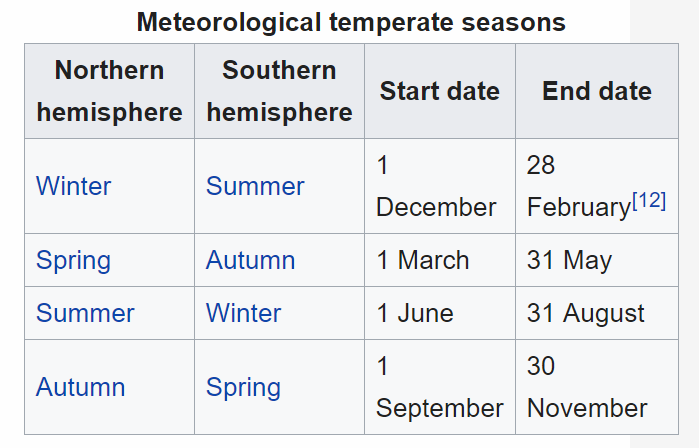 Meteorological temperate seasons
Northern hemisphere Southern hemisphere Start date End date
Winter Summer 1 December 28 February[12]
Spring Autumn 1 March 31 May
Summer Winter 1 June 31 August
Autumn Spring 1 September 30 November